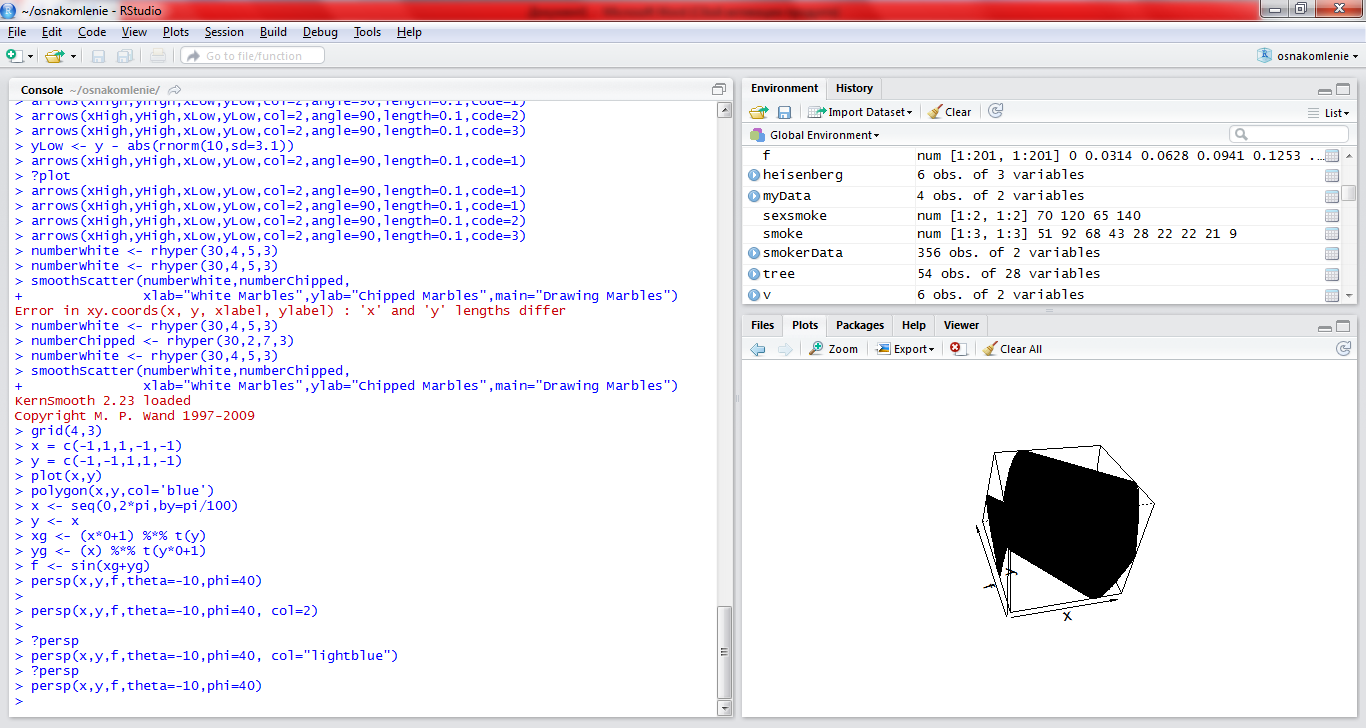 ~/osnakomlenie - RStudio
File Edit Code View Plots Session Build Debug Tools Help
Go to file/function
osnakomlenie
Console ~/osnakomlenie/
> arrows(xHigh,yHigh,xLow,yLow,col=2,angle=90,length=0.1,code=1)
> arrows(xHigh,yHigh,xLow,yLow,col=2,angle=90,length=0.1,code=2)
> arrows(xHigh,yHigh,xLow,yLow,col=2,angle=90,length=0.1,code=3)
> yLow <- y - abs(rnorm(10,sd=3.1))
> arrows(xHigh,yHigh,xLow,yLow,col=2,angle=90,length=0.1,code=1)
> ?plot
> arrows(xHigh,yHigh,xLow,yLow,col=2,angle=90,length=0.1,code=1)
> arrows(xHigh,yHigh,xLow,yLow,col=2,angle=90,length=0.1,code=1)
> arrows(xHigh,yHigh,xLow,yLow,col=2,angle=90,length=0.1,code=2)
> arrows(xHigh,yHigh,xLow,yLow,col=2,angle=90,length=0.1,code=3)
> numberWhite <- rhyper(30,4,5,3)
> numberWhite <- rhyper(30,4,5,3)
> smoothScatter(numberWhite,numberChipped,
+ xlab="White Marbles",ylab="Chipped Marbles",main="Drawing Marbles")
Error in xy.coords(x, y, xlabel, ylabel) : 'x' and 'y' lengths differ
> numberWhite <- rhyper(30,4,5,3)
> numberChipped <- rhyper(30,2,7,3)
> numberWhite <- rhyper(30,4,5,3)
> smoothScatter(numberWhite,numberChipped,
+ xlab="White Marbles",ylab="Chipped Marbles",main="Drawing Marbles")
KernSmooth 2.23 loaded
Copyright M. P. Wand 1997-2009
> grid(4,3)
> x = c(-1,1,1,-1,-1)
> y = c(-1,-1,1,1,-1)
> plot(x,y)
> polygon(x,y,col='blue')
> x <- seq(0,2*pi,by=pi/100)
> y <- x
> xg <- (x*0+1) %*% t(y)
> yg <- (x) %*% t(y*0+1)
> f <- sin(xg+yg)
> persp(x,y,f,theta=-10,phi=40)
>
> persp(x,y,f,theta=-10,phi=40, col=2)
>
> ?persp
> persp(x,y,f,theta=-10,phi=40, col="lightblue")
> ?persp
> persp(x,y,f,theta=-10,phi=40)
>
Environment History
Import Dataset Clear List
Global Environment
f num [1:201, 1:201] 0 0.0314 0.0628 0.0941 0.1253 ...
heisenberg 6 obs. of 3 variables
myData 4 obs. of 2 variables
sexsmoke num [1:2, 1:2] 70 120 65 140
smoke num [1:3, 1:3] 51 92 68 43 28 22 22 21 9
smokerData 356 obs. of 2 variables
tree 54 obs. of 28 variables
v 6 obs. of 2 variables
Files Plots Packages Help Viewer
Zoom Export Clear All
f
y
x